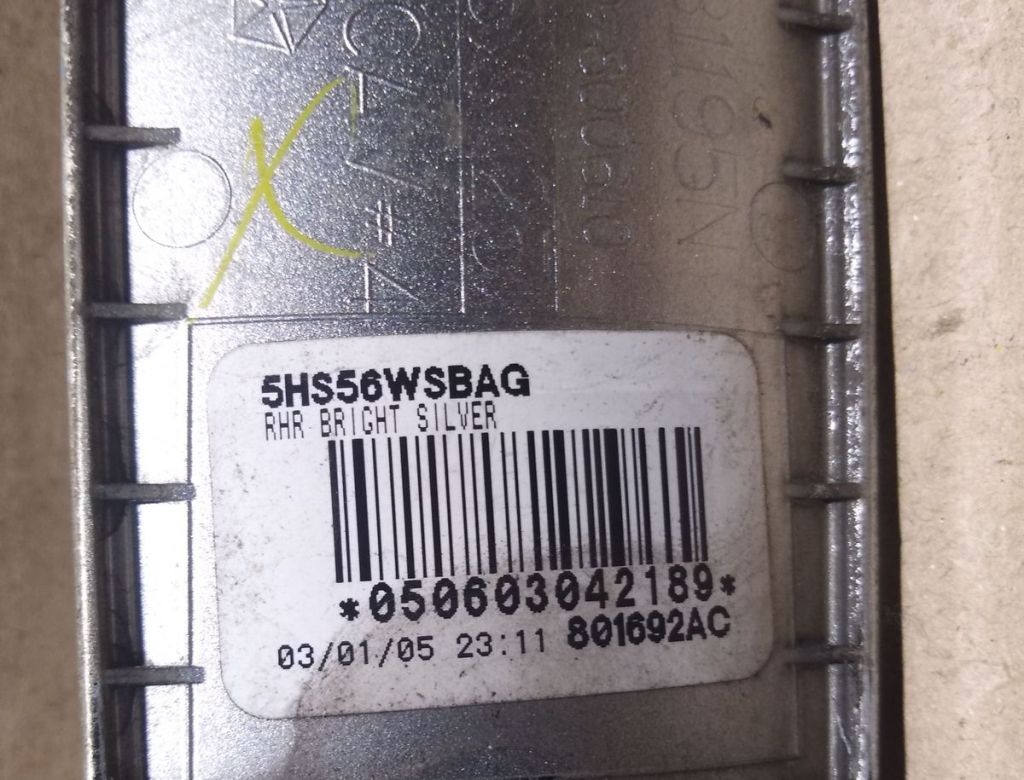 5HS56WSBAG
RHR BRIGHT SILVER
*050603042189*
03/01/05 23:11 801692AC